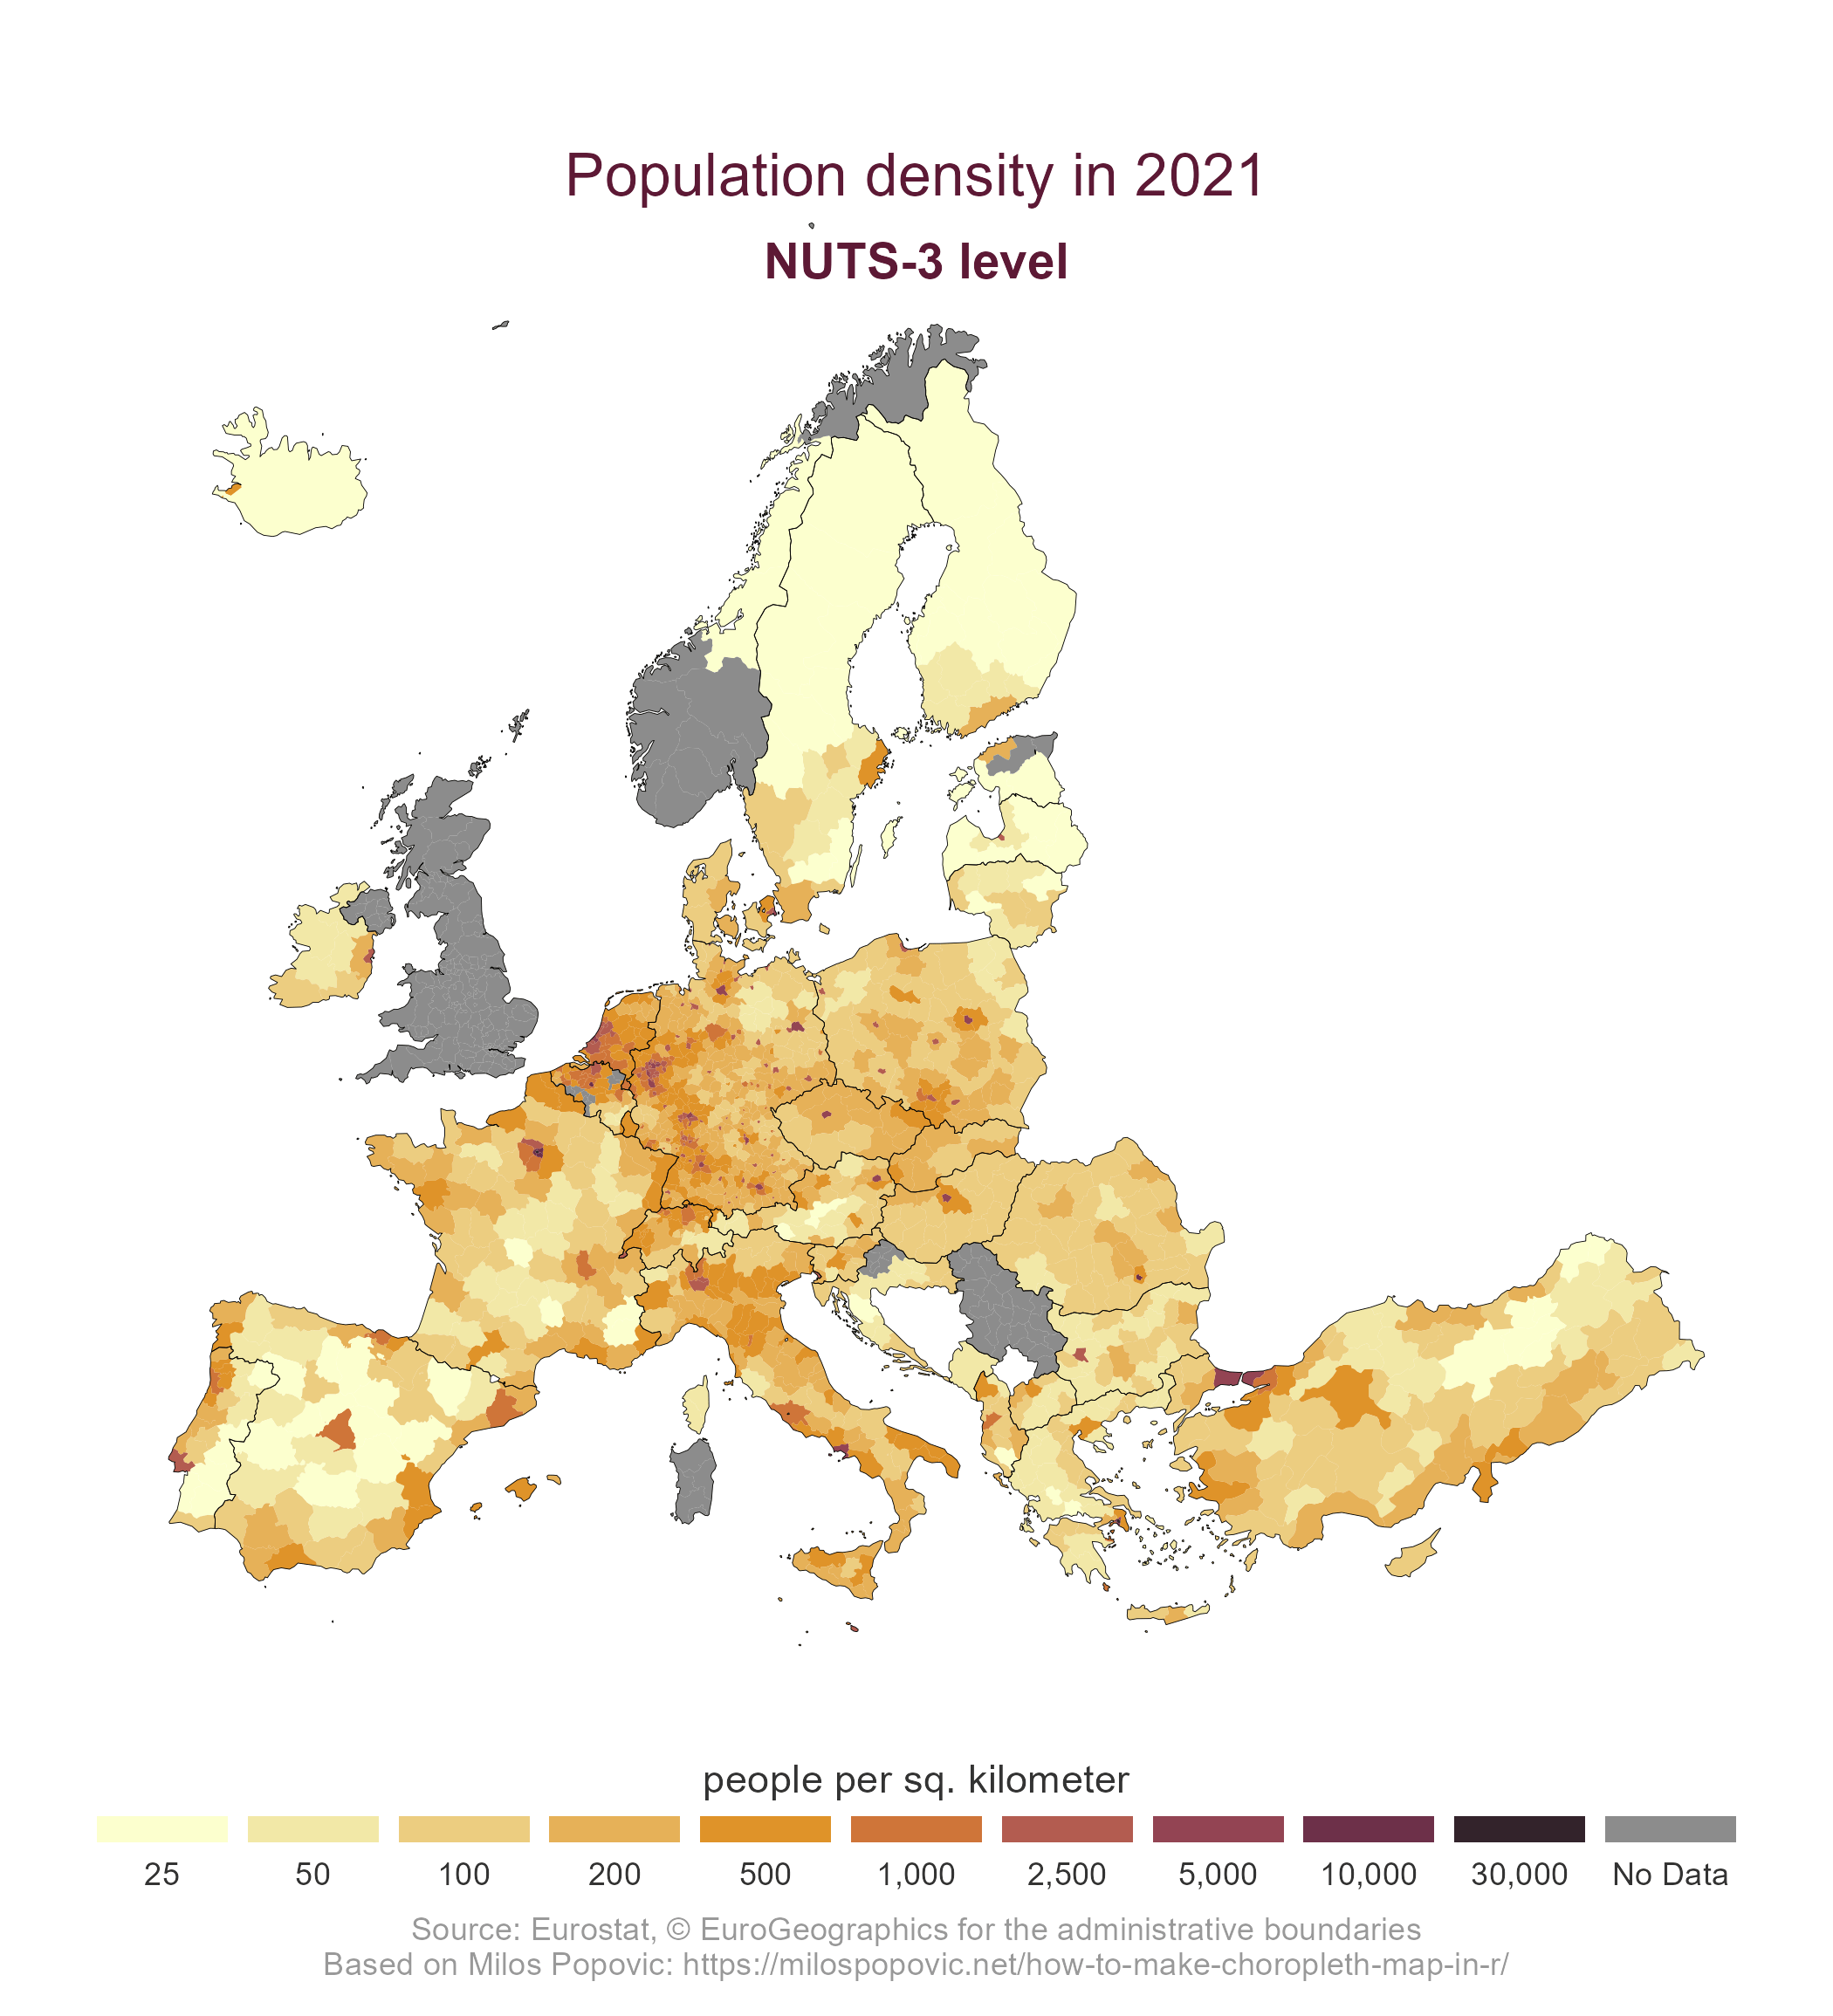 Population density in 2021
NUTS-3 level
people per sq. kilometer
25 50 100 200 500 1,000 2,500 5,000 10,000 30,000 No Data
Source: Eurostat, © EuroGeographics for the administrative boundaries
Based on Milos Popovic: https://milospopovic.net/how-to-make-choropleth-map-in-r/